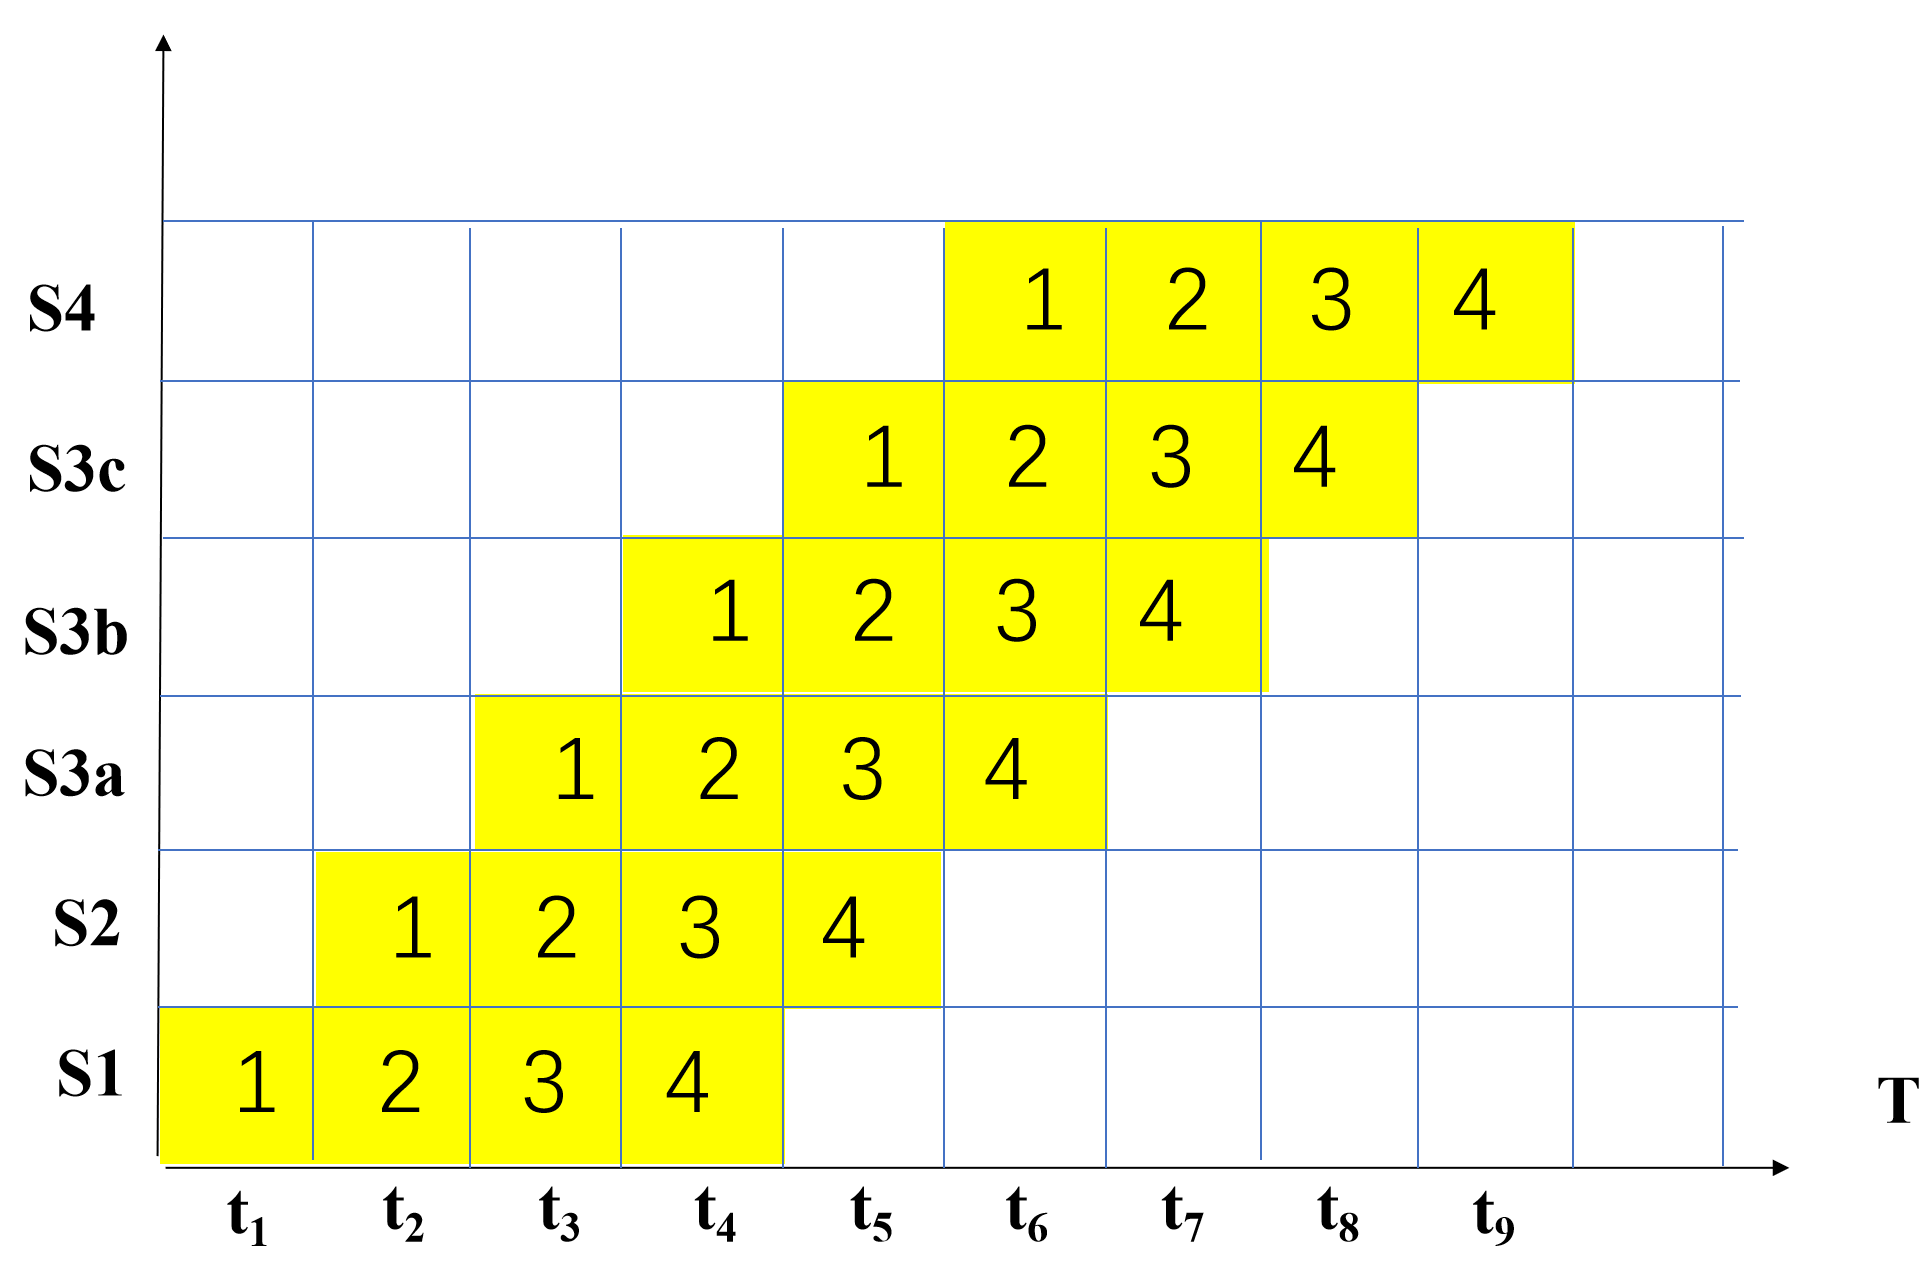 S4 1 2 3 4
S3c 1 2 3 4
S3b 1 2 3 4
S3a 1 2 3 4
S2 1 2 3 4
S1 1 2 3 4
T
t1 t2 t3 t4 t5 t6 t7 t8 t9